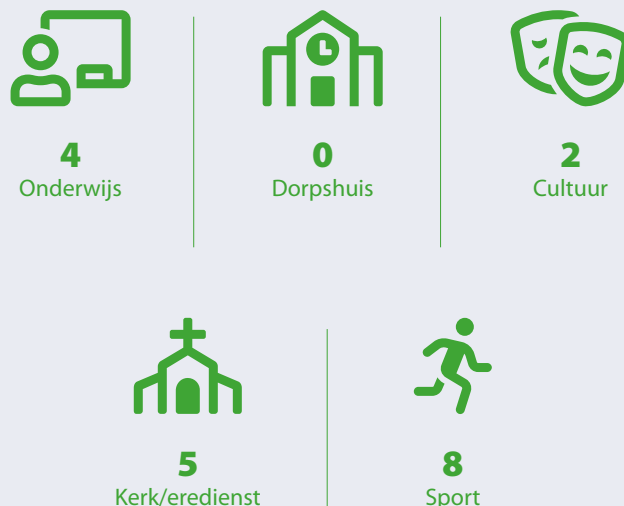 4
Onderwijs
0
Dorpshuis
2
Cultuur
5
Kerk/eredienst
8
Sport